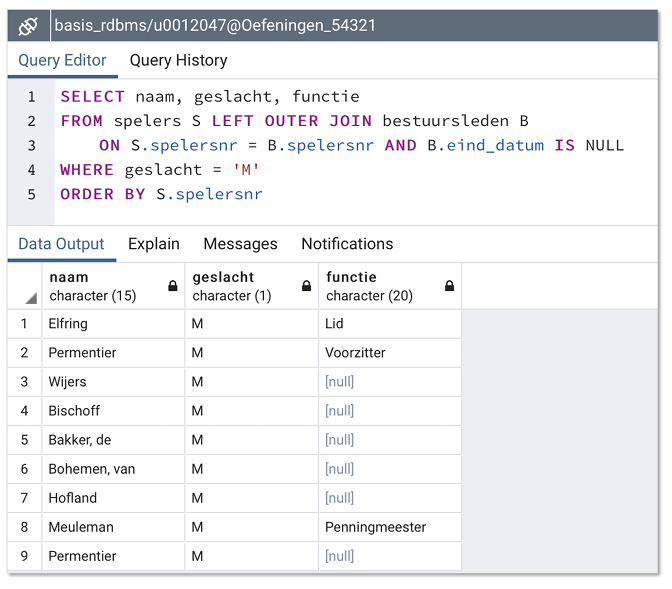 basis_rdbms/u0012047@Oefeningen_54321
Query Editor Query History
1 SELECT naam, geslacht, functie
2 FROM spelers S LEFT OUTER JOIN bestuursleden B
3 ON S.spelersnr = B.spelersnr AND B.eind_datum IS NULL
4 WHERE geslacht = 'M'
5 ORDER BY S.spelersnr
Data Output Explain Messages Notifications
naam geslacht functie
character (15) character (1) character (20)
1 Elfring M Lid
2 Permentier M Voorzitter
3 Wijers M [null]
4 Bischoff M [null]
5 Bakker, de M [null]
6 Bohemen, van M [null]
7 Hofland M [null]
8 Meuleman M Penningmeester
9 Permentier M [null]